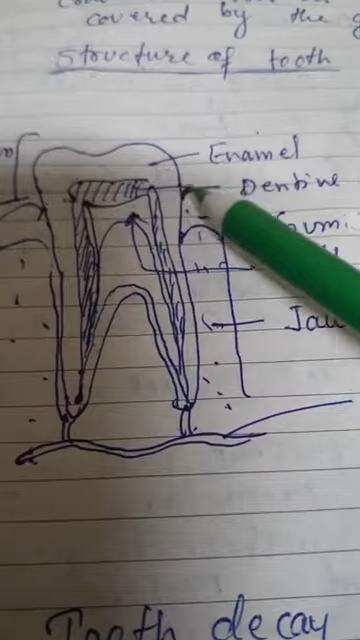 covered by the g
Structure of tooth
Enamel
Dentine
Jaw
Tooth decay